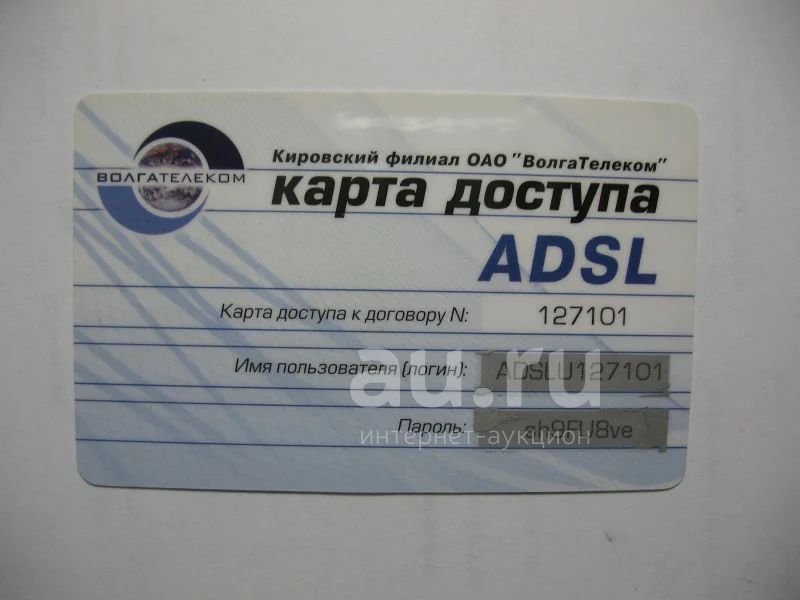 ВОЛГАТЕЛЕКОМ
Кировский филиал ОАО "ВолгаТелеком"
карта доступа
ADSL
Карта доступа к договору N: 127101
Имя пользователя (логин): ADSLU127101
au.ru
Пароль: sh9FU8ve
интернет-аукцион